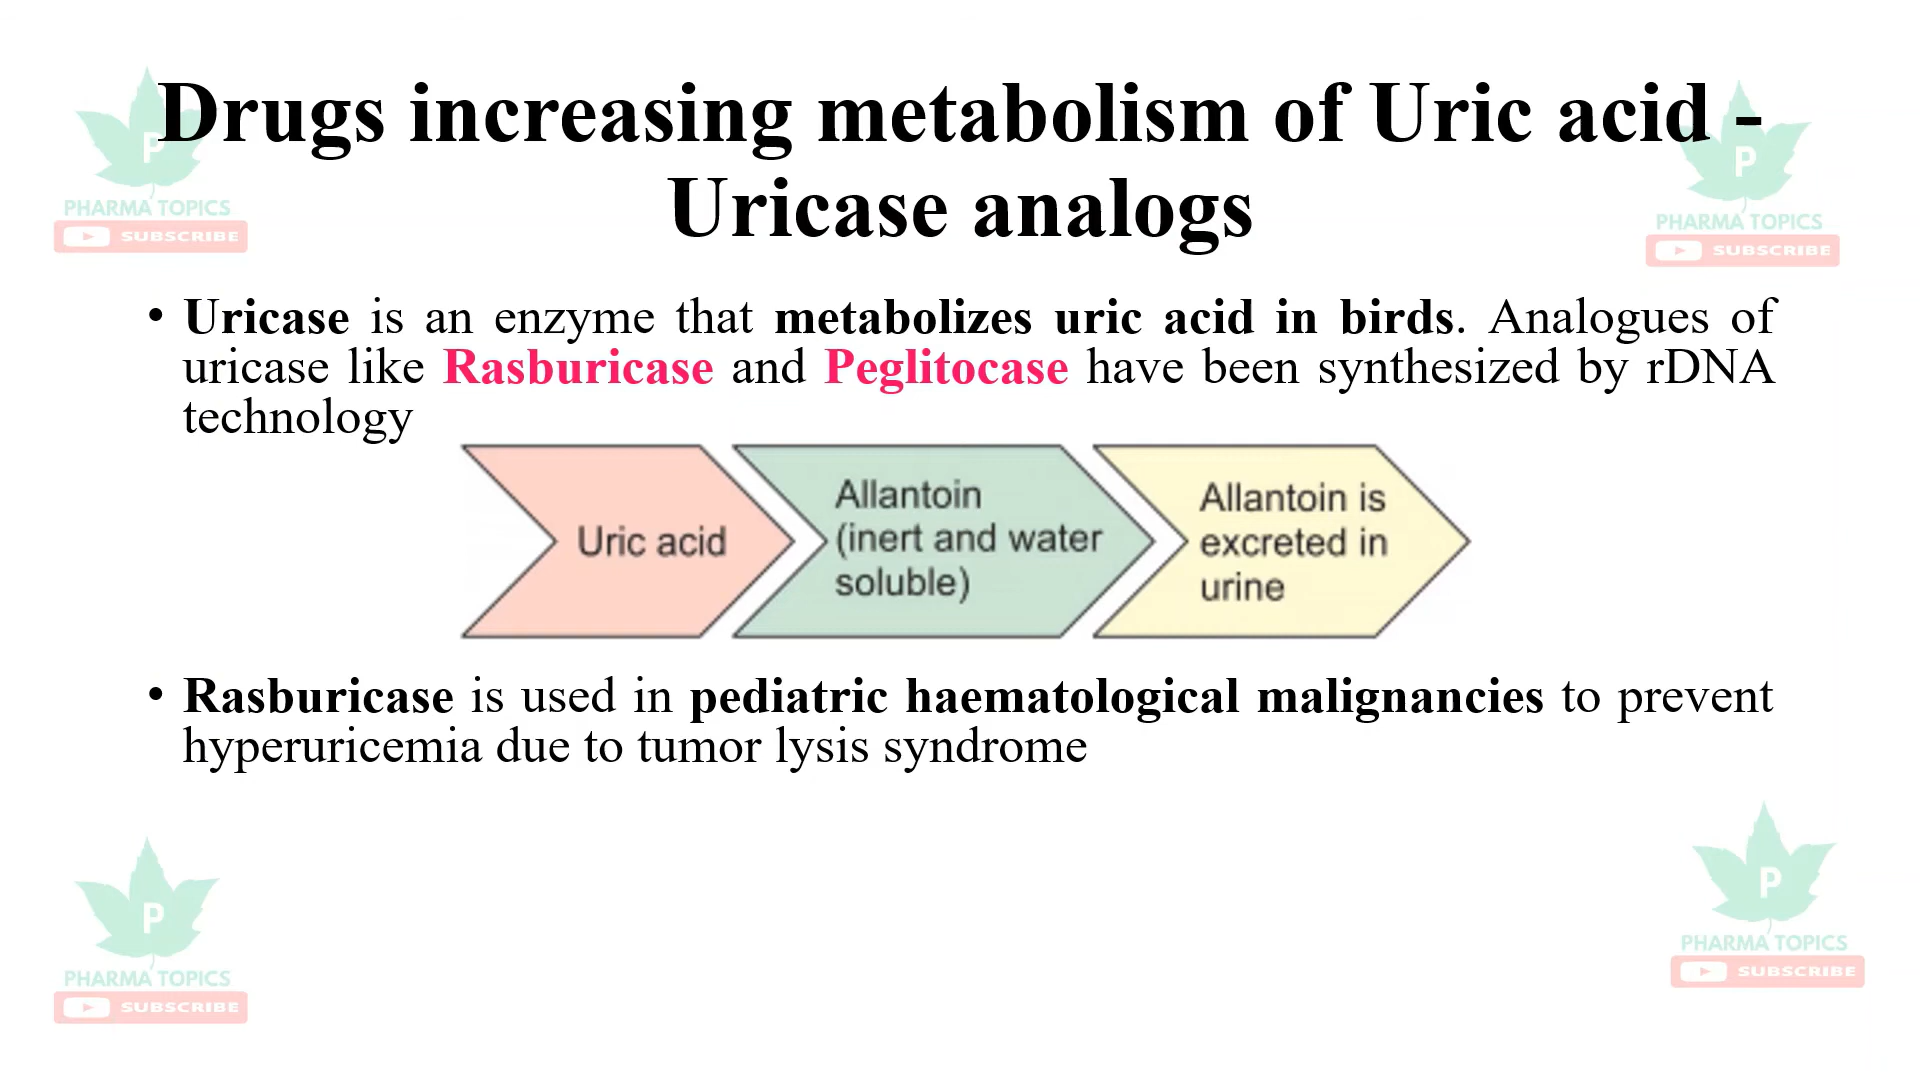 Drugs increasing metabolism of Uric acid -
Uricase analogs
P
PHARMA TOPICS
SUBSCRIBE
P
PHARMA TOPICS
SUBSCRIBE
• Uricase is an enzyme that metabolizes uric acid in birds. Analogues of
uricase like Rasburicase and Peglitocase have been synthesized by rDNA
technology
Uric acid
Allantoin
(inert and water
soluble)
Allantoin is
excreted in
urine
• Rasburicase is used in pediatric haematological malignancies to prevent
hyperuricemia due to tumor lysis syndrome
P
PHARMA TOPICS
SUBSCRIBE
P
PHARMA TOPICS
SUBSCRIBE